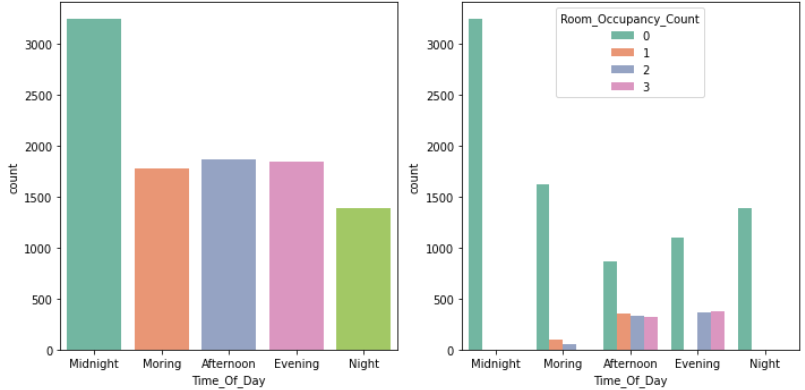 3000
2500
2000
1500
1000
500
0
count
Midnight
Moring
Afternoon
Evening
Night
Time_Of_Day
3000
2500
2000
1500
1000
500
0
count
Room_Occupancy_Count
0
1
2
3
Midnight
Moring
Afternoon
Evening
Night
Time_Of_Day